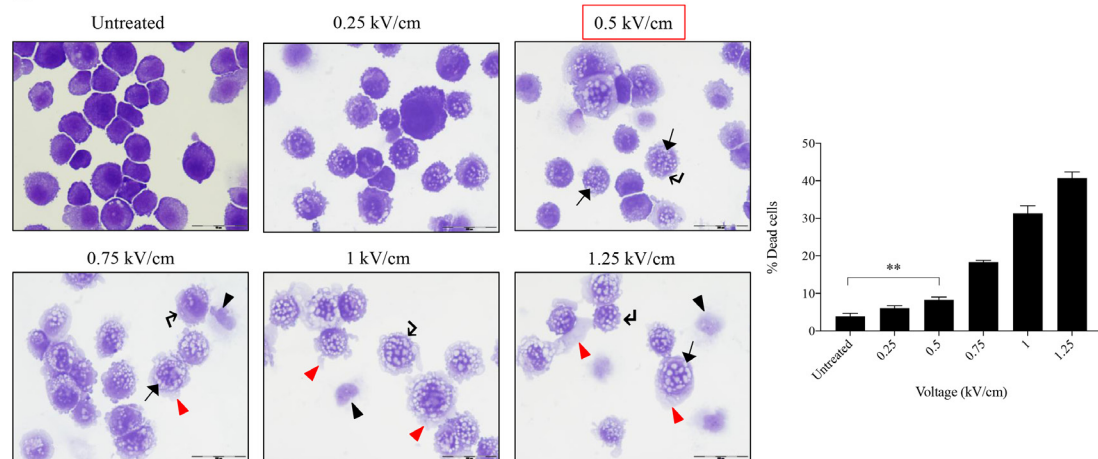 Untreated
0.25 kV/cm
0.5 kV/cm
0.75 kV/cm
1 kV/cm
1.25 kV/cm
50
40
30
20
10
0
% Dead cells
**
Untreated
0.25
0.5
0.75
1
1.25
Voltage (kV/cm)